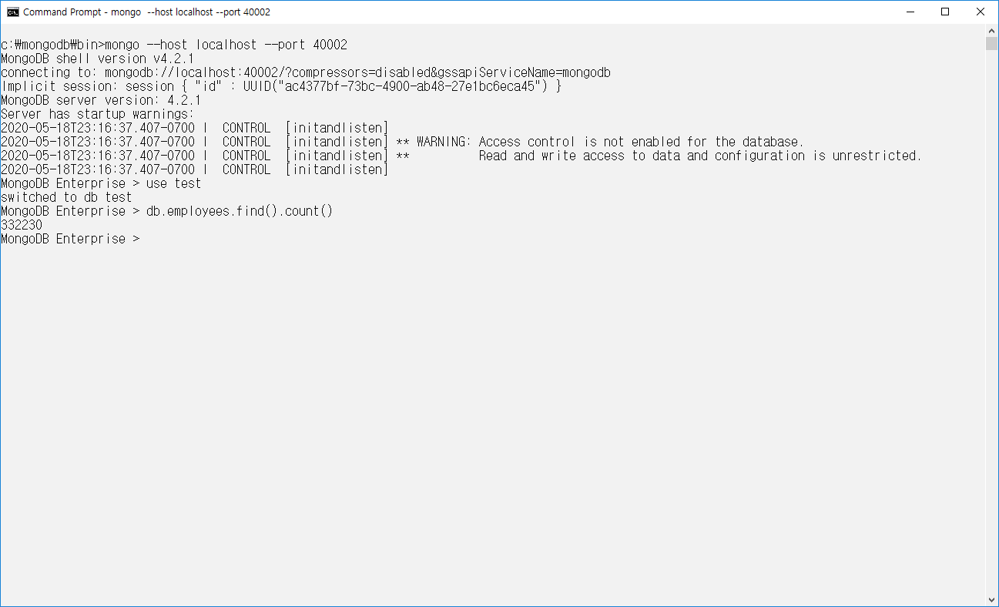 Command Prompt - mongo  --host localhost --port 40002
c:₩mongodb₩bin>mongo --host localhost --port 40002
MongoDB shell version v4.2.1
connecting to: mongodb://localhost:40002/?compressors=disabled&gssapiServiceName=mongodb
Implicit session: session { "id" : UUID("ac4377bf-73bc-4900-ab48-27e1bc6eca45") }
MongoDB server version: 4.2.1
Server has startup warnings:
2020-05-18T23:16:37.407-0700 I  CONTROL  [initandlisten]
2020-05-18T23:16:37.407-0700 I  CONTROL  [initandlisten] ** WARNING: Access control is not enabled for the database.
2020-05-18T23:16:37.407-0700 I  CONTROL  [initandlisten] **          Read and write access to data and configuration is unrestricted.
2020-05-18T23:16:37.407-0700 I  CONTROL  [initandlisten]
MongoDB Enterprise > use test
switched to db test
MongoDB Enterprise > db.employees.find().count()
332230
MongoDB Enterprise >